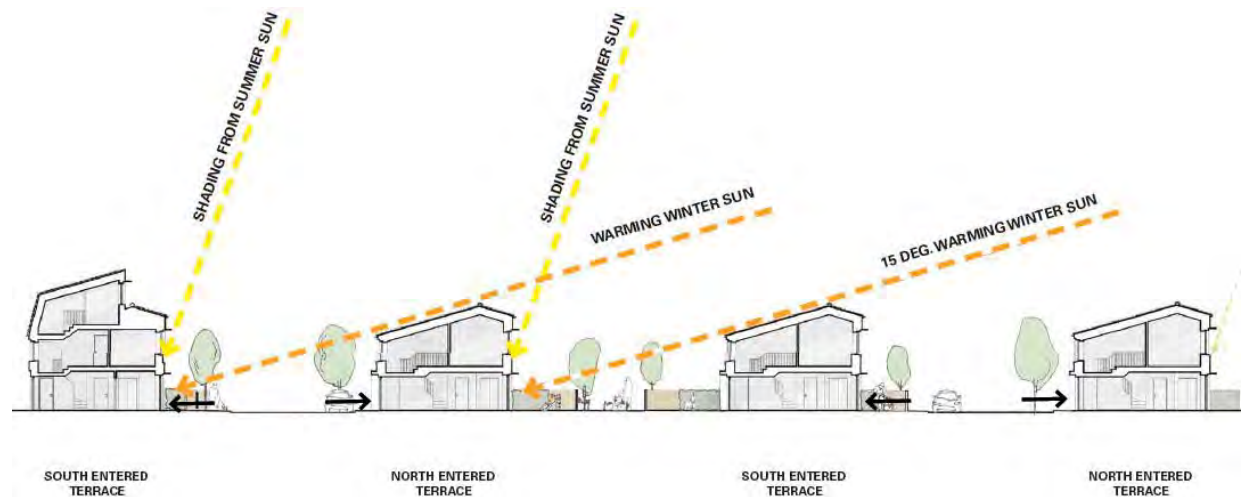 SHADING FROM SUMMER SUN
SHADING FROM SUMMER SUN
WARMING WINTER SUN
15 DEG. WARMING WINTER SUN
SOUTH ENTERED
TERRACE
NORTH ENTERED
TERRACE
SOUTH ENTERED
TERRACE
NORTH ENTERED
TERRACE